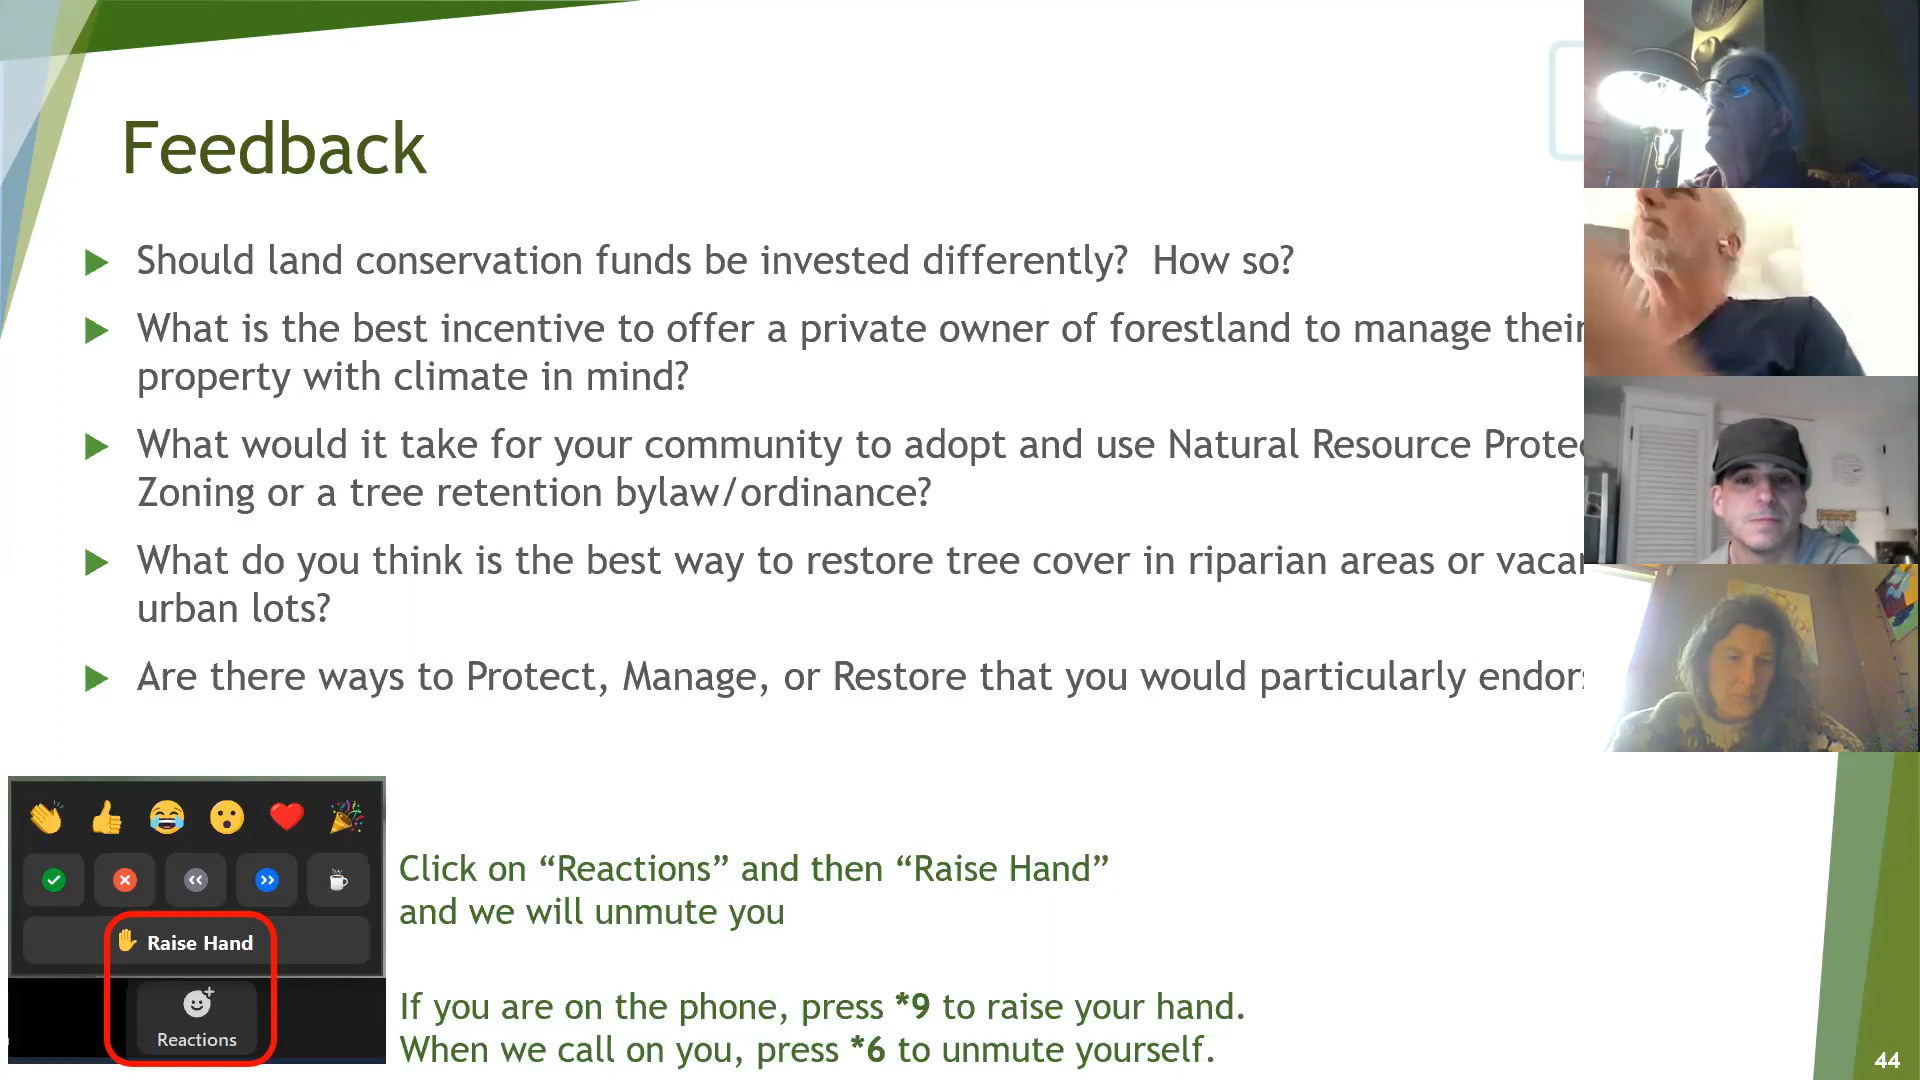 Feedback
Should land conservation funds be invested differently?  How so?
What is the best incentive to offer a private owner of forestland to manage their
property with climate in mind?
What would it take for your community to adopt and use Natural Resource
Zoning or a tree retention bylaw/ordinance?
What do you think is the best way to restore tree cover in riparian areas or
urban lots?
Are there ways to Protect, Manage, or Restore that you would particularly
Raise Hand
Reactions
Click on “Reactions” and then “Raise Hand”
and we will unmute you
If you are on the phone, press *9 to raise your hand.
When we call on you, press *6 to unmute yourself.
44